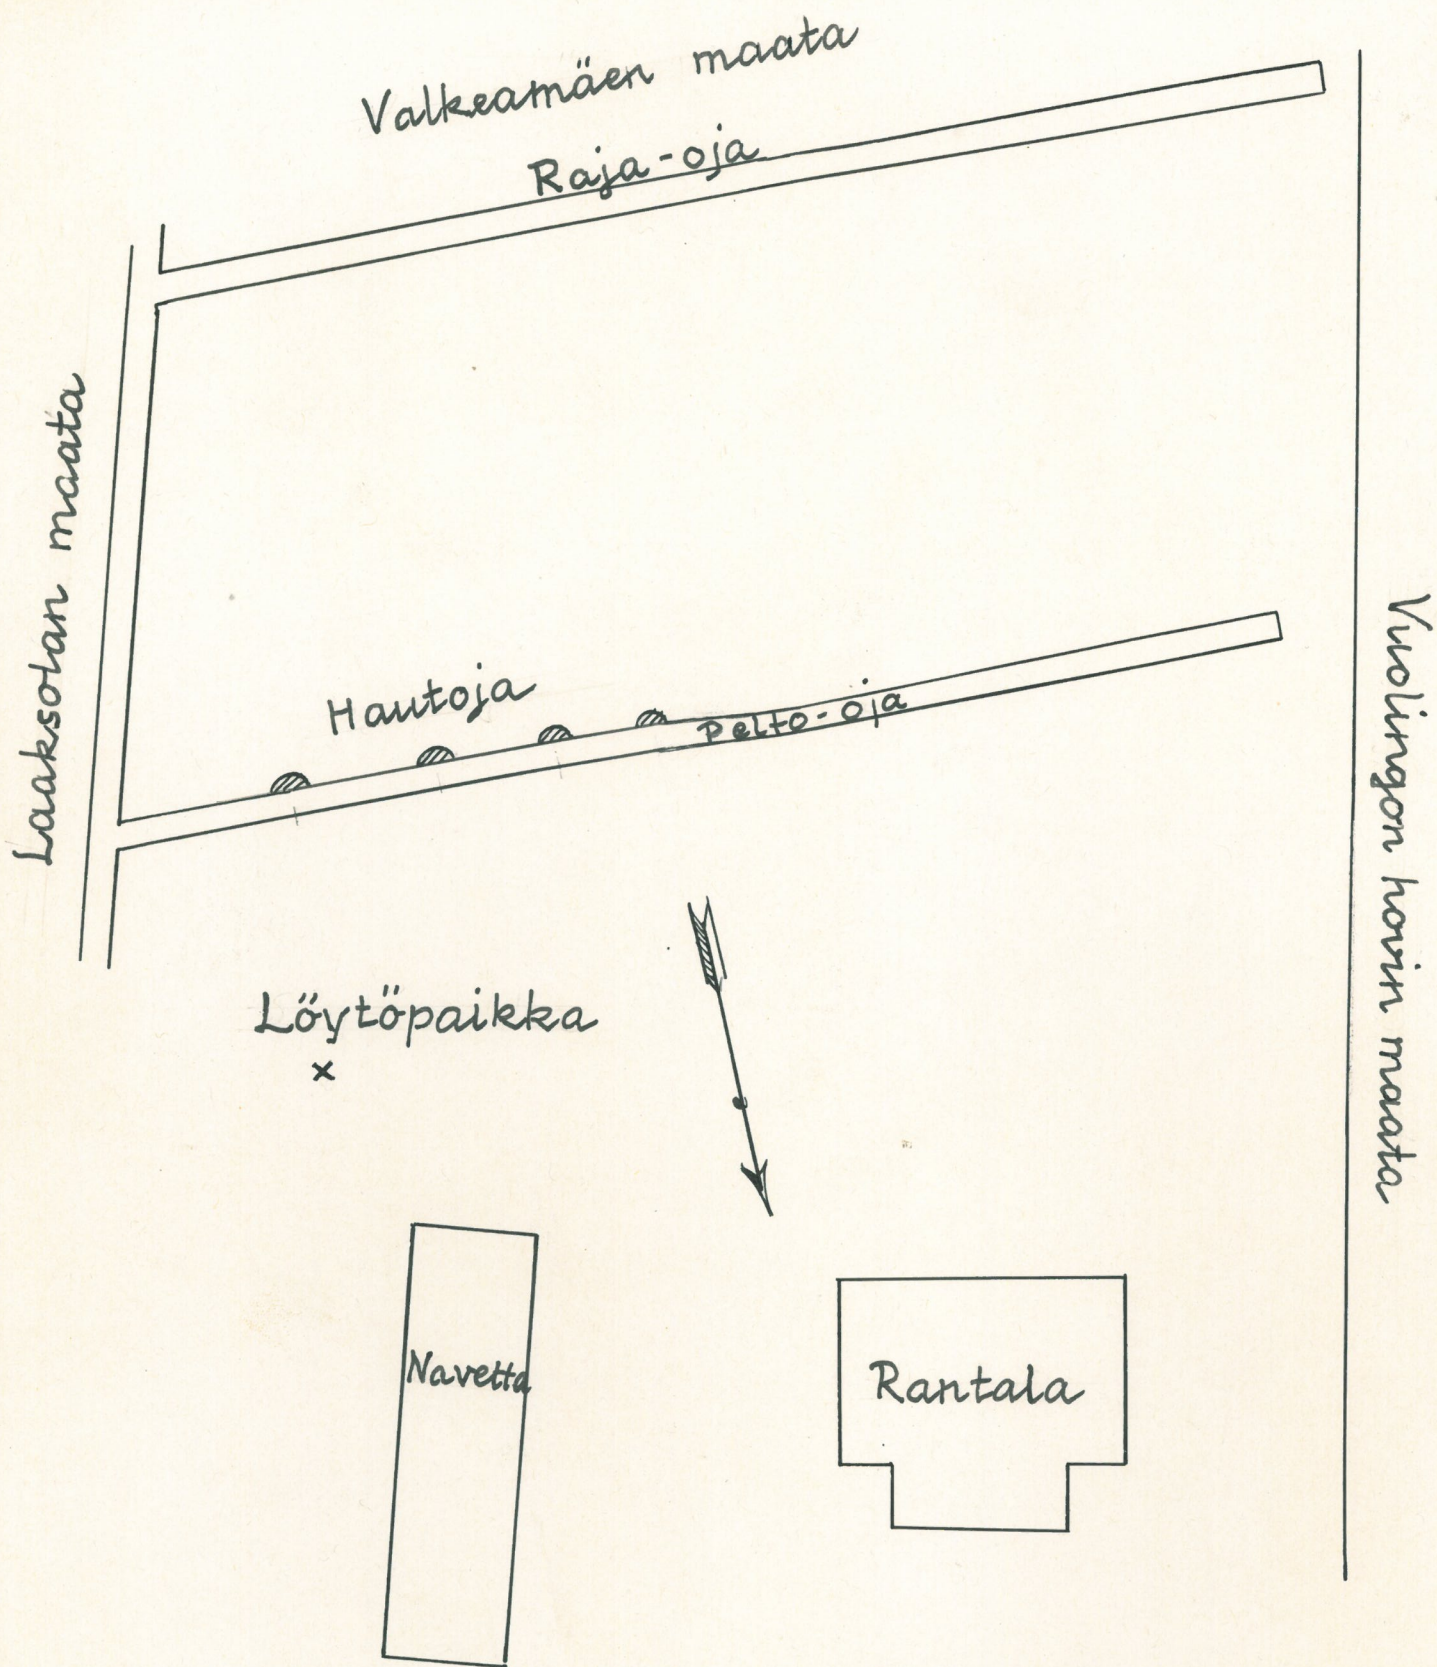 Valkeamäen maata
Raja-oja
Laaksolan maata
Hautoja
Pelto-oja
Vuolingon hovin maata
Löytöpaikka
x
Navetta
Rantala